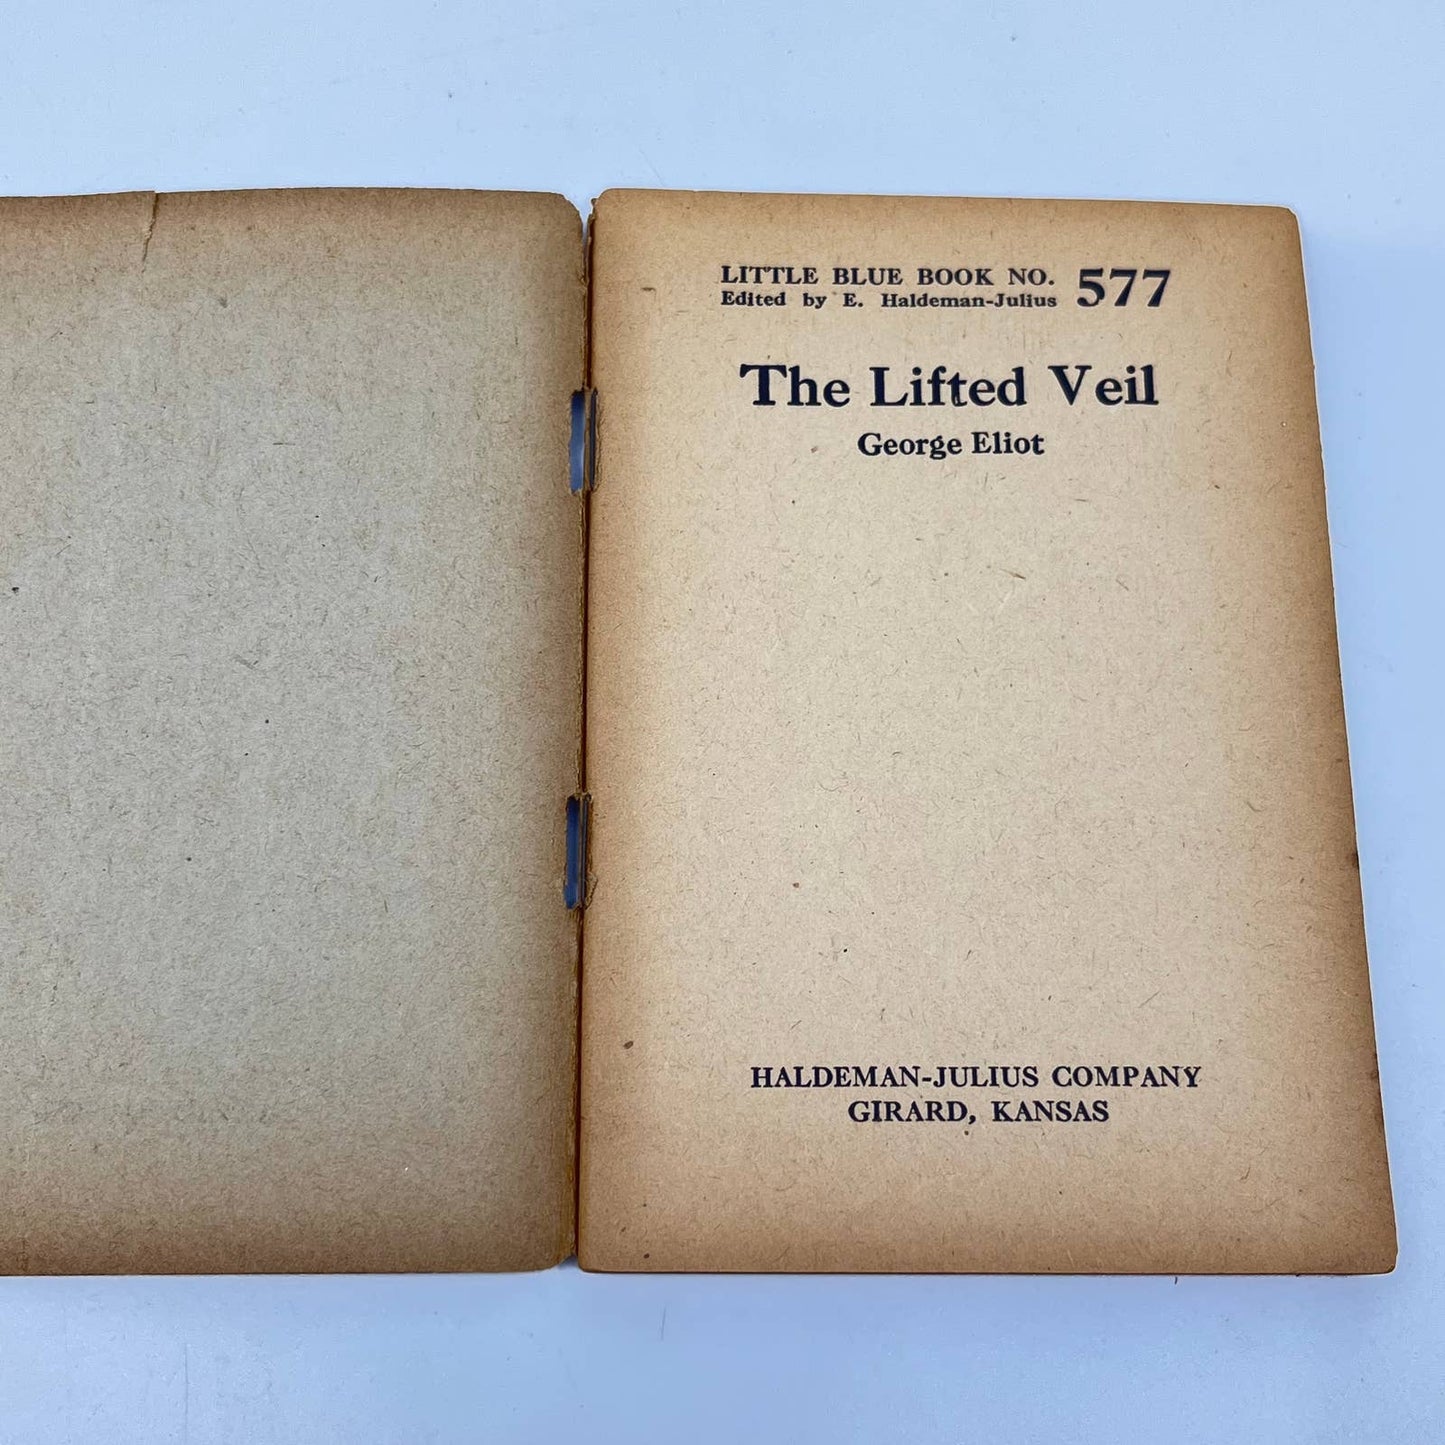 LITTLE BLUE BOOK NO. 577
Edited by E. Haldeman-Julius
The Lifted Veil
George Eliot
HALDEMAN-JULIUS COMPANY
GIRARD, KANSAS